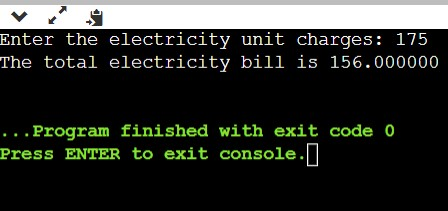 Enter the electricity unit charges: 175
The total electricity bill is 156.000000
...Program finished with exit code 0
Press ENTER to exit console.